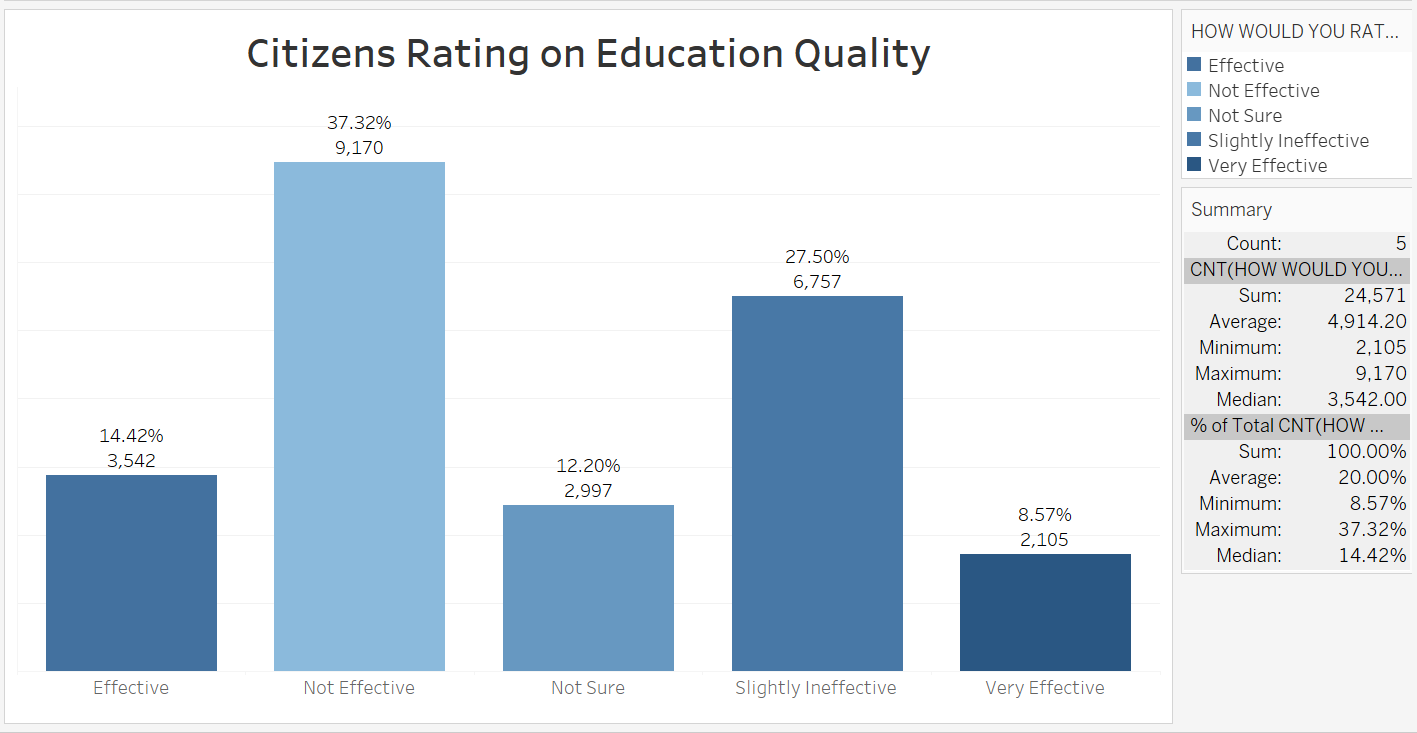 Citizens Rating on Education Quality
37.32%
9,170
27.50%
6,757
14.42%
3,542
12.20%
2,997
8.57%
2,105
Effective
Not Effective
Not Sure
Slightly Ineffective
Very Effective
HOW WOULD YOU RAT...
Effective
Not Effective
Not Sure
Slightly Ineffective
Very Effective
Summary
Count: 5
CNT(HOW WOULD YOU...
Sum: 24,571
Average: 4,914.20
Minimum: 2,105
Maximum: 9,170
Median: 3,542.00
% of Total CNT(HOW ...
Sum: 100.00%
Average: 20.00%
Minimum: 8.57%
Maximum: 37.32%
Median: 14.42%